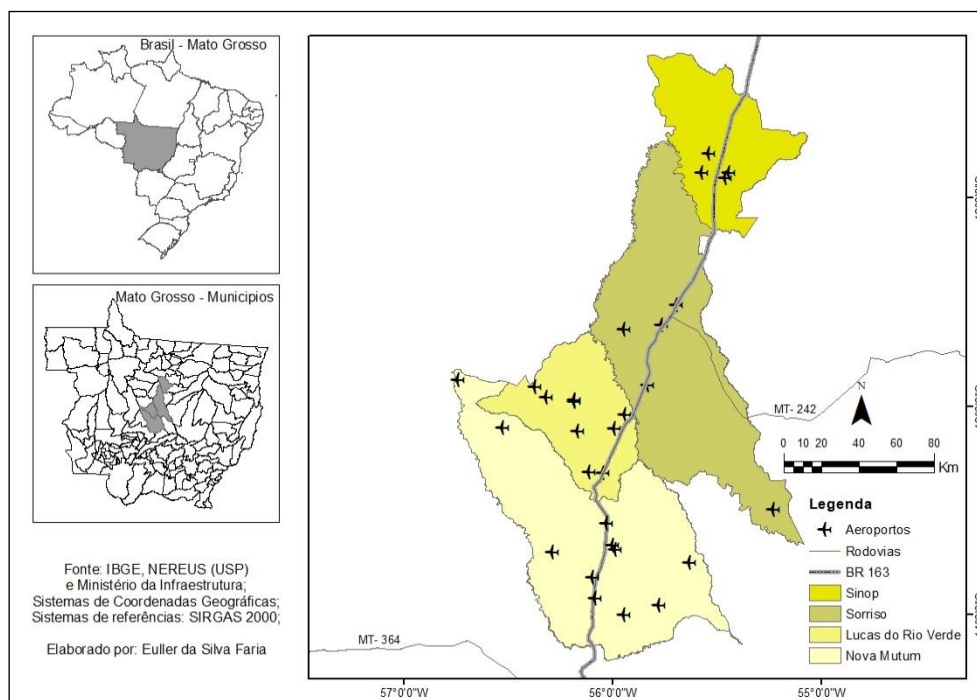 Brasil - Mato Grosso
Mato Grosso - Municipios
Fonte: IBGE, NEREUS (USP)
e Ministério da Infraestrutura;
Sistemas de Coordenadas Geográficas;
Sistemas de referências: SIRGAS 2000;
Elaborado por: Euller da Silva Faria
MT- 242
N
0 10 20 40 60 80
Km
Legenda
Aeroportos
Rodovias
BR 163
Sinop
Sorriso
Lucas do Rio Verde
Nova Mutum
MT- 364
57°0'0"W 56°0'0"W 55°0'0"W